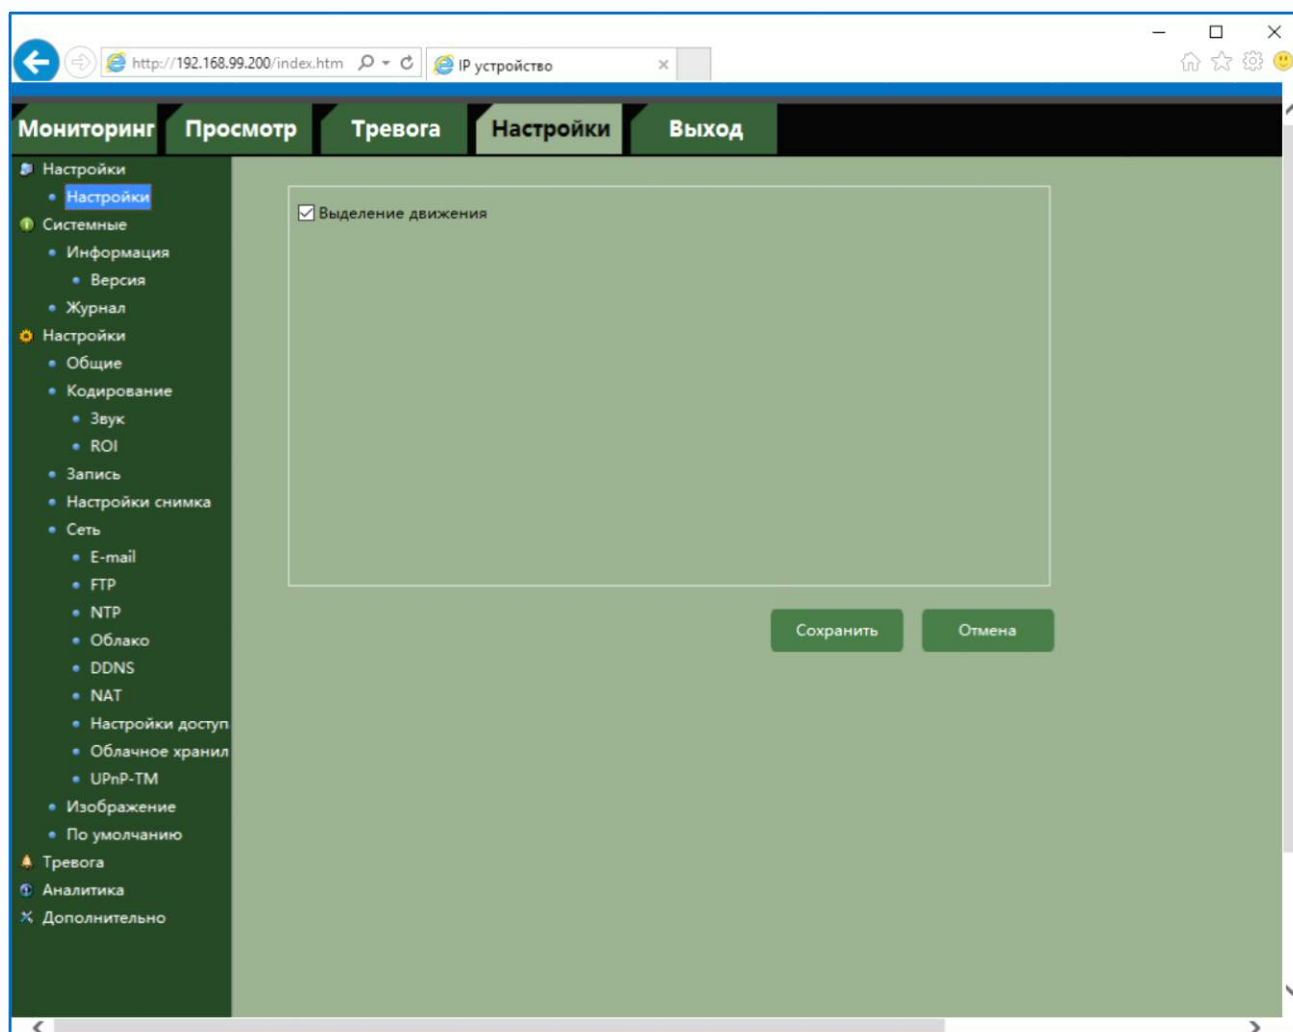 http://192.168.99.200/index.htm
IP устройство
Мониторинг Просмотр Тревога Настройки Выход
Настройки
Настройки
Системные
Информация
Версия
Журнал
Настройки
Общие
Кодирование
Звук
ROI
Запись
Настройки снимка
Сеть
E-mail
FTP
NTP
Облако
DDNS
NAT
Настройки доступ
Облачное хранил
UPnP-TM
Изображение
По умолчанию
Тревога
Аналитика
Дополнительно
Выделение движения
Сохранить Отмена